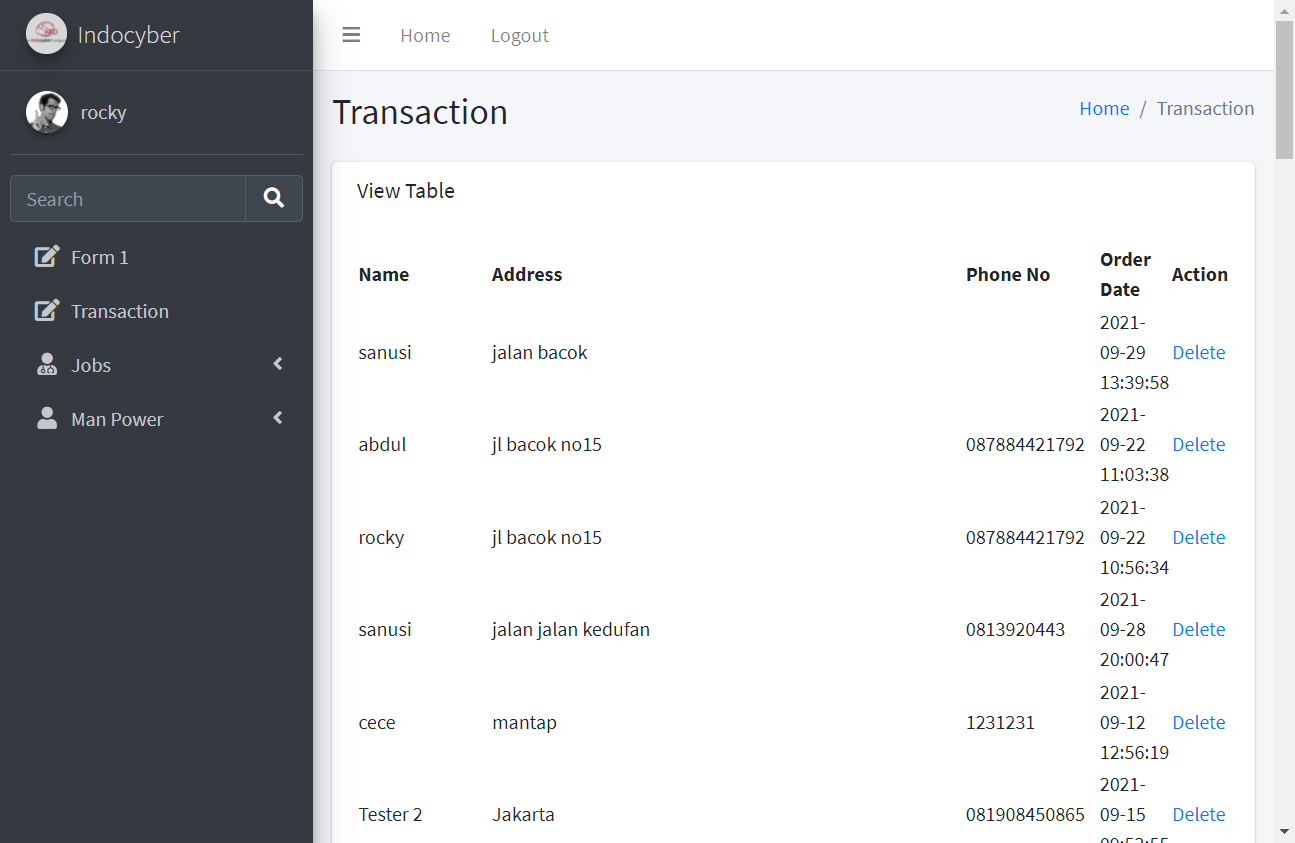 Indocyber
Home Logout
rocky
Transaction
Home / Transaction
Search
Form 1
Transaction
Jobs
Man Power
View Table
Name Address Phone No Order Date Action
sanusi jalan bacok 2021-09-29 13:39:58 Delete
abdul jl bacok no15 087884421792 2021-09-22 11:03:38 Delete
rocky jl bacok no15 087884421792 2021-09-22 10:56:34 Delete
sanusi jalan jalan kedufan 0813920443 2021-09-28 20:00:47 Delete
cece mantap 1231231 2021-09-12 12:56:19 Delete
Tester 2 Jakarta 081908450865 2021-09-15 Delete